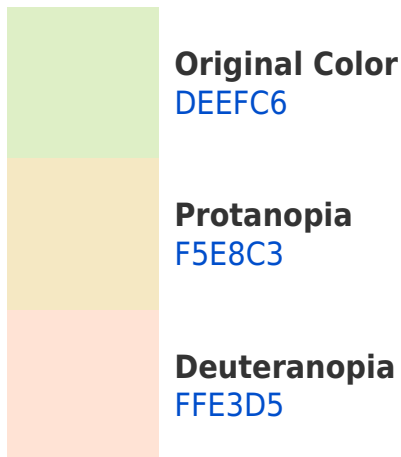 Original Color
DEEFC6
Protanopia
F5E8C3
Deuteranopia
FFE3D5